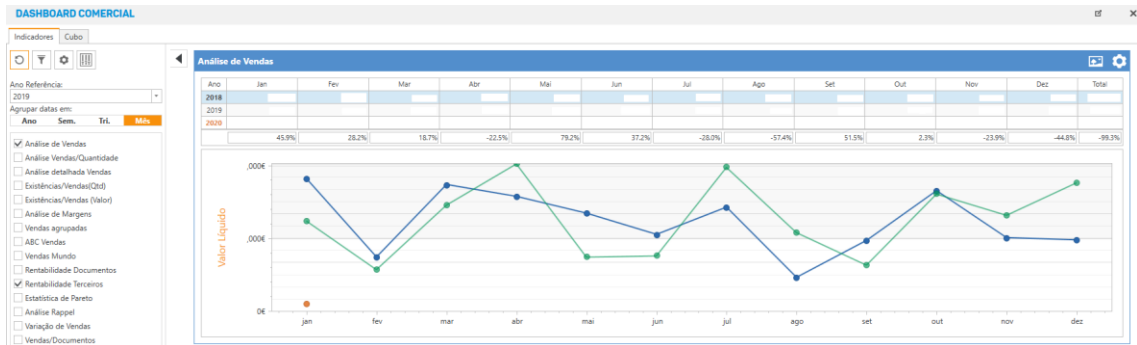 DASHBOARD COMERCIAL
Indicadores Cubo
Ano Referência:
2019
Agrupar datas em:
Ano Sem. Tri. Mês
Análise de Vendas
Análise Vendas/Quantidade
Análise detalhada Vendas
Existências/Vendas(Qtd)
Existências/Vendas (Valor)
Análise de Margens
Vendas agrupadas
ABC Vendas
Vendas Mundo
Rentabilidade Documentos
Rentabilidade Terceiros
Estatística de Pareto
Análise Rappel
Variação de Vendas
Vendas/Documentos
Análise de Vendas
Ano Jan Fev Mar Abr Mai Jun Jul Ago Set Out Nov Dez Total
2018
2019
2020
45.9% 28.2% 18.7% -22.5% 79.2% 37.2% -28.0% -57.4% 51.5% 2.3% -23.9% -44.8% -99.3%
Valor Líquido
,000€
,000€
0€
jan fev mar abr mai jun jul ago set out nov dez